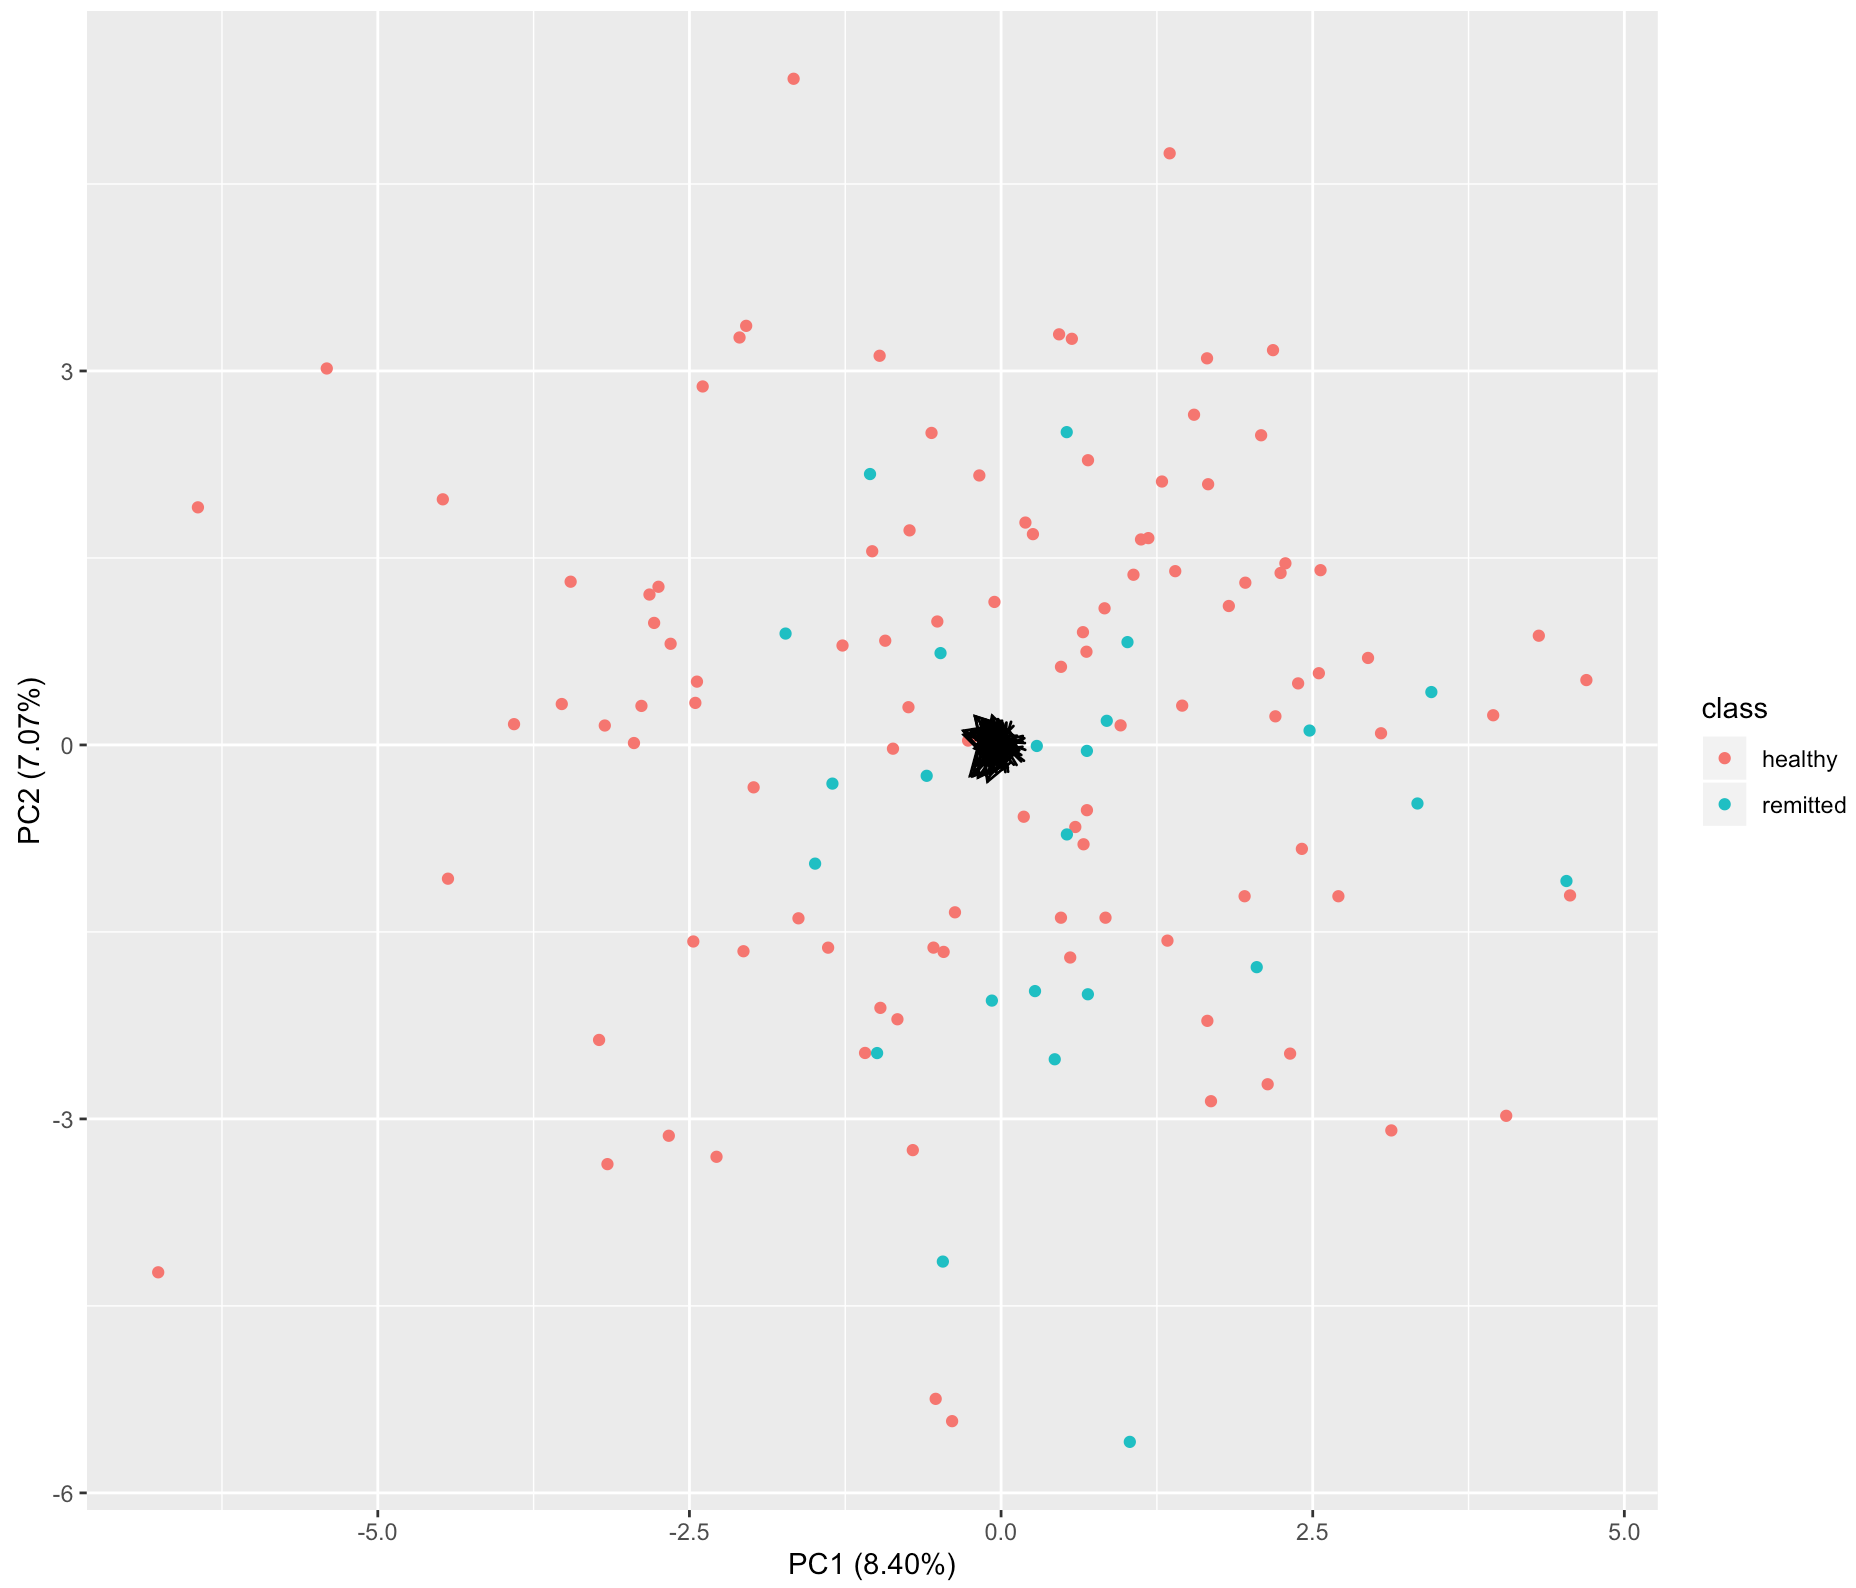 3
0
-3
-6
PC2 (7.07%)
-5.0
-2.5
0.0
2.5
5.0
PC1 (8.40%)
class
healthy
remitted